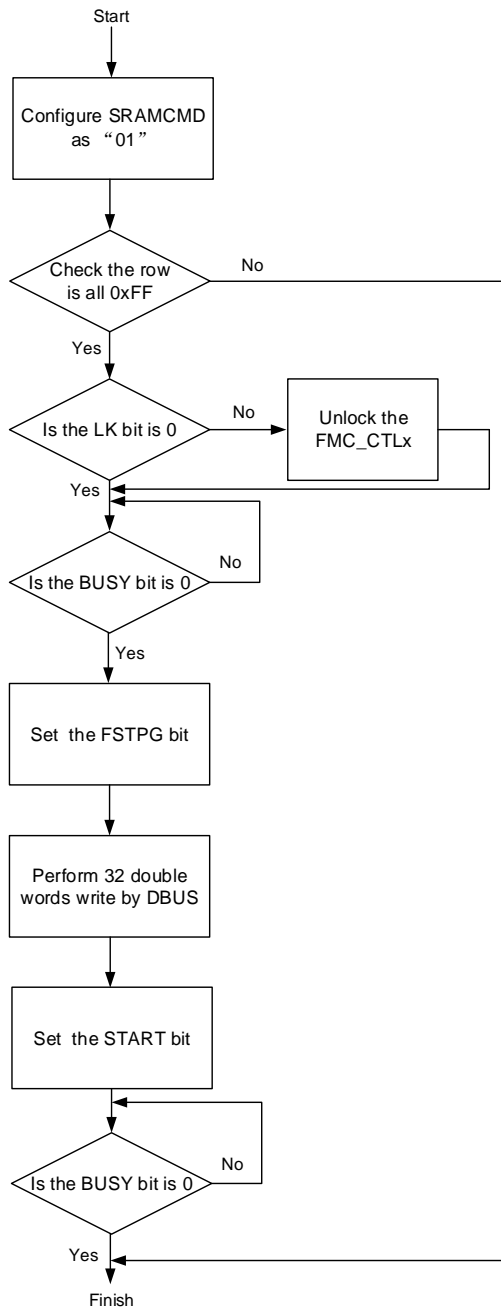 Start
Configure SRAMCMD
as “01”
Check the row
is all 0xFF
No
Yes
Is the LK bit is 0
No
Unlock the
FMC_CTLx
Yes
Is the BUSY bit is 0
No
Yes
Set the FSTPG bit
Perform 32 double
words write by DBUS
Set the START bit
Is the BUSY bit is 0
No
Yes
Finish